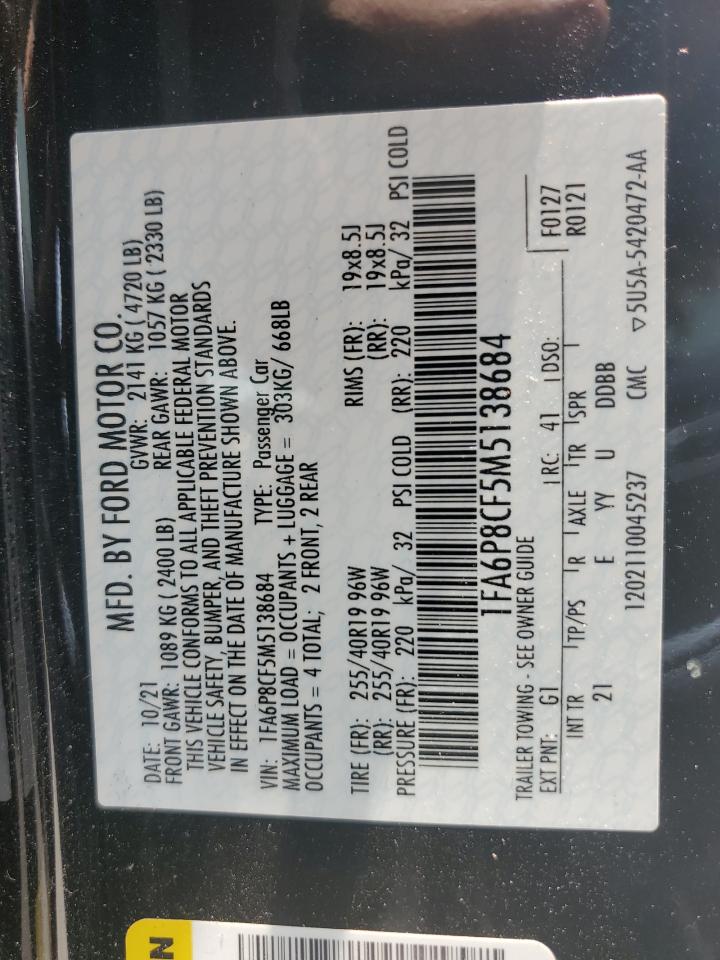 MFD. BY FORD MOTOR CO.
DATE: 10/21 GVWR: 2141 KG ( 4720 LB)
FRONT GAWR: 1089 KG ( 2400 LB) REAR GAWR: 1057 KG ( 2330 LB)
THIS VEHICLE CONFORMS TO ALL APPLICABLE FEDERAL MOTOR
VEHICLE SAFETY, BUMPER, AND THEFT PREVENTION STANDARDS
IN EFFECT ON THE DATE OF MANUFACTURE SHOWN ABOVE.
VIN: 1FA6P8CF5M5138684 TYPE: Passenger Car
MAXIMUM LOAD = OCCUPANTS + LUGGAGE = 303KG/ 668LB
OCCUPANTS = 4 TOTAL; 2 FRONT, 2 REAR
TIRE (FR): 255/40R19 96W RIMS (FR): 19x8.5J
(RR): 255/40R19 96W (RR): 19x8.5J
PRESSURE (FR): 220 kPa/ 32 PSI COLD (RR): 220 kPa/ 32 PSI COLD
1FA6P8CF5M5138684
TRAILER TOWING - SEE OWNER GUIDE
EXT PNT: G1 RC: 41 DSO: F0127
R0121
INT TR TP/PS R AXLE TR SPR
21 E YY U DDBB
1202110045237 CMC ▽5U5A-5420472-AA
N